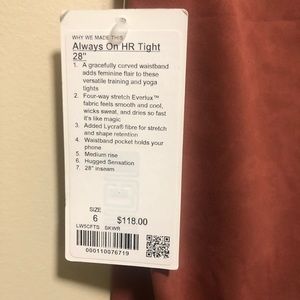 WHY WE MADE THIS
Always On HR Tight
28"
1. A gracefully curved waistband
adds feminine flair to these
versatile training and yoga
tights
2. Four-way stretch Everlux™
fabric feels smooth and cool,
wicks sweat, and dries so fast
it's like magic
3. Added Lycra® fibre for stretch
and shape retention
4. Waistband pocket holds your
phone
5. Medium rise
6. Hugged Sensation
7. 28" inseam
SIZE
6 $118.00
LW5CFTS SKWR
000110076719